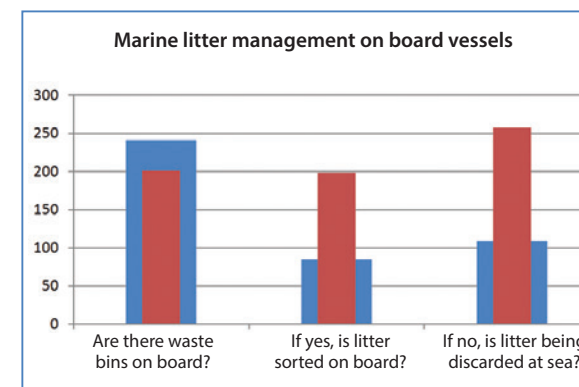 Marine litter management on board vessels
300
250
200
150
100
50
0
Are there waste
bins on board?
If yes, is litter
sorted on board?
If no, is litter being
discarded at sea?